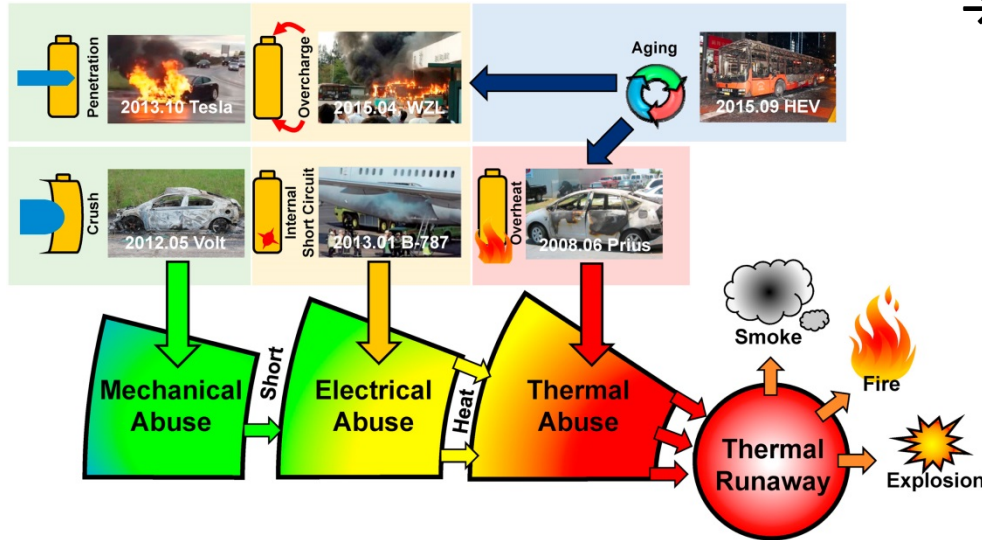 Penetration
2013.10 Tesla
Overcharge
2015.04 WZL
Aging
2015.09 HEV
Crush
2012.05 Volt
Internal
Short Circuit
2013.01 B-787
Overheat
2008.06 Prius
Mechanical
Abuse
Short
Electrical
Abuse
Heat
Thermal
Abuse
Thermal
Runaway
Smoke
Fire
Explosion